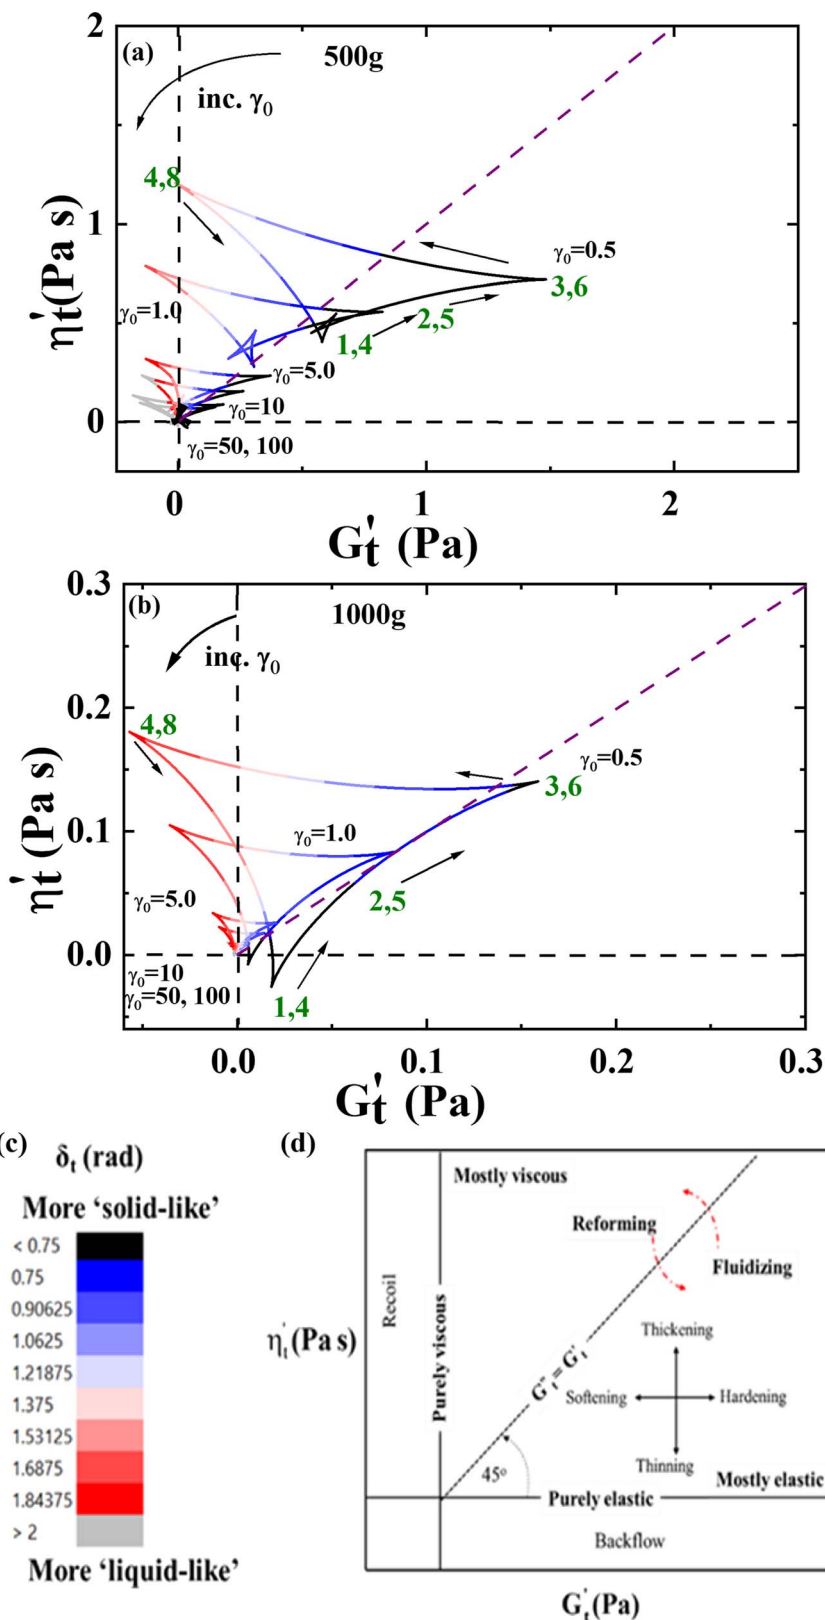 (a)
500g
inc. γ₀
4,8
γ₀=0.5
3,6
γ₀=1.0
2,5
1,4
γ₀=5.0
γ₀=10
γ₀=50, 100
2
1
0
η't(Pa s)
0 1 2
G't (Pa)
(b)
1000g
inc. γ₀
4,8
γ₀=0.5
3,6
γ₀=1.0
2,5
γ₀=5.0
γ₀=10
γ₀=50, 100
1,4
0.3
0.2
0.1
0.0
η't (Pa s)
0.0 0.1 0.2 0.3
G't (Pa)
(c)
δt (rad)
More ‘solid-like’
< 0.75
0.75
0.90625
1.0625
1.21875
1.375
1.53125
1.6875
1.84375
> 2
More ‘liquid-like’
(d)
Mostly viscous
Reforming
Fluidizing
Recoil
Purely viscous
G''t = G't
Thickening
Softening
Hardening
Thinning
45°
Mostly elastic
Purely elastic
Backflow
η't(Pa s)
G't(Pa)